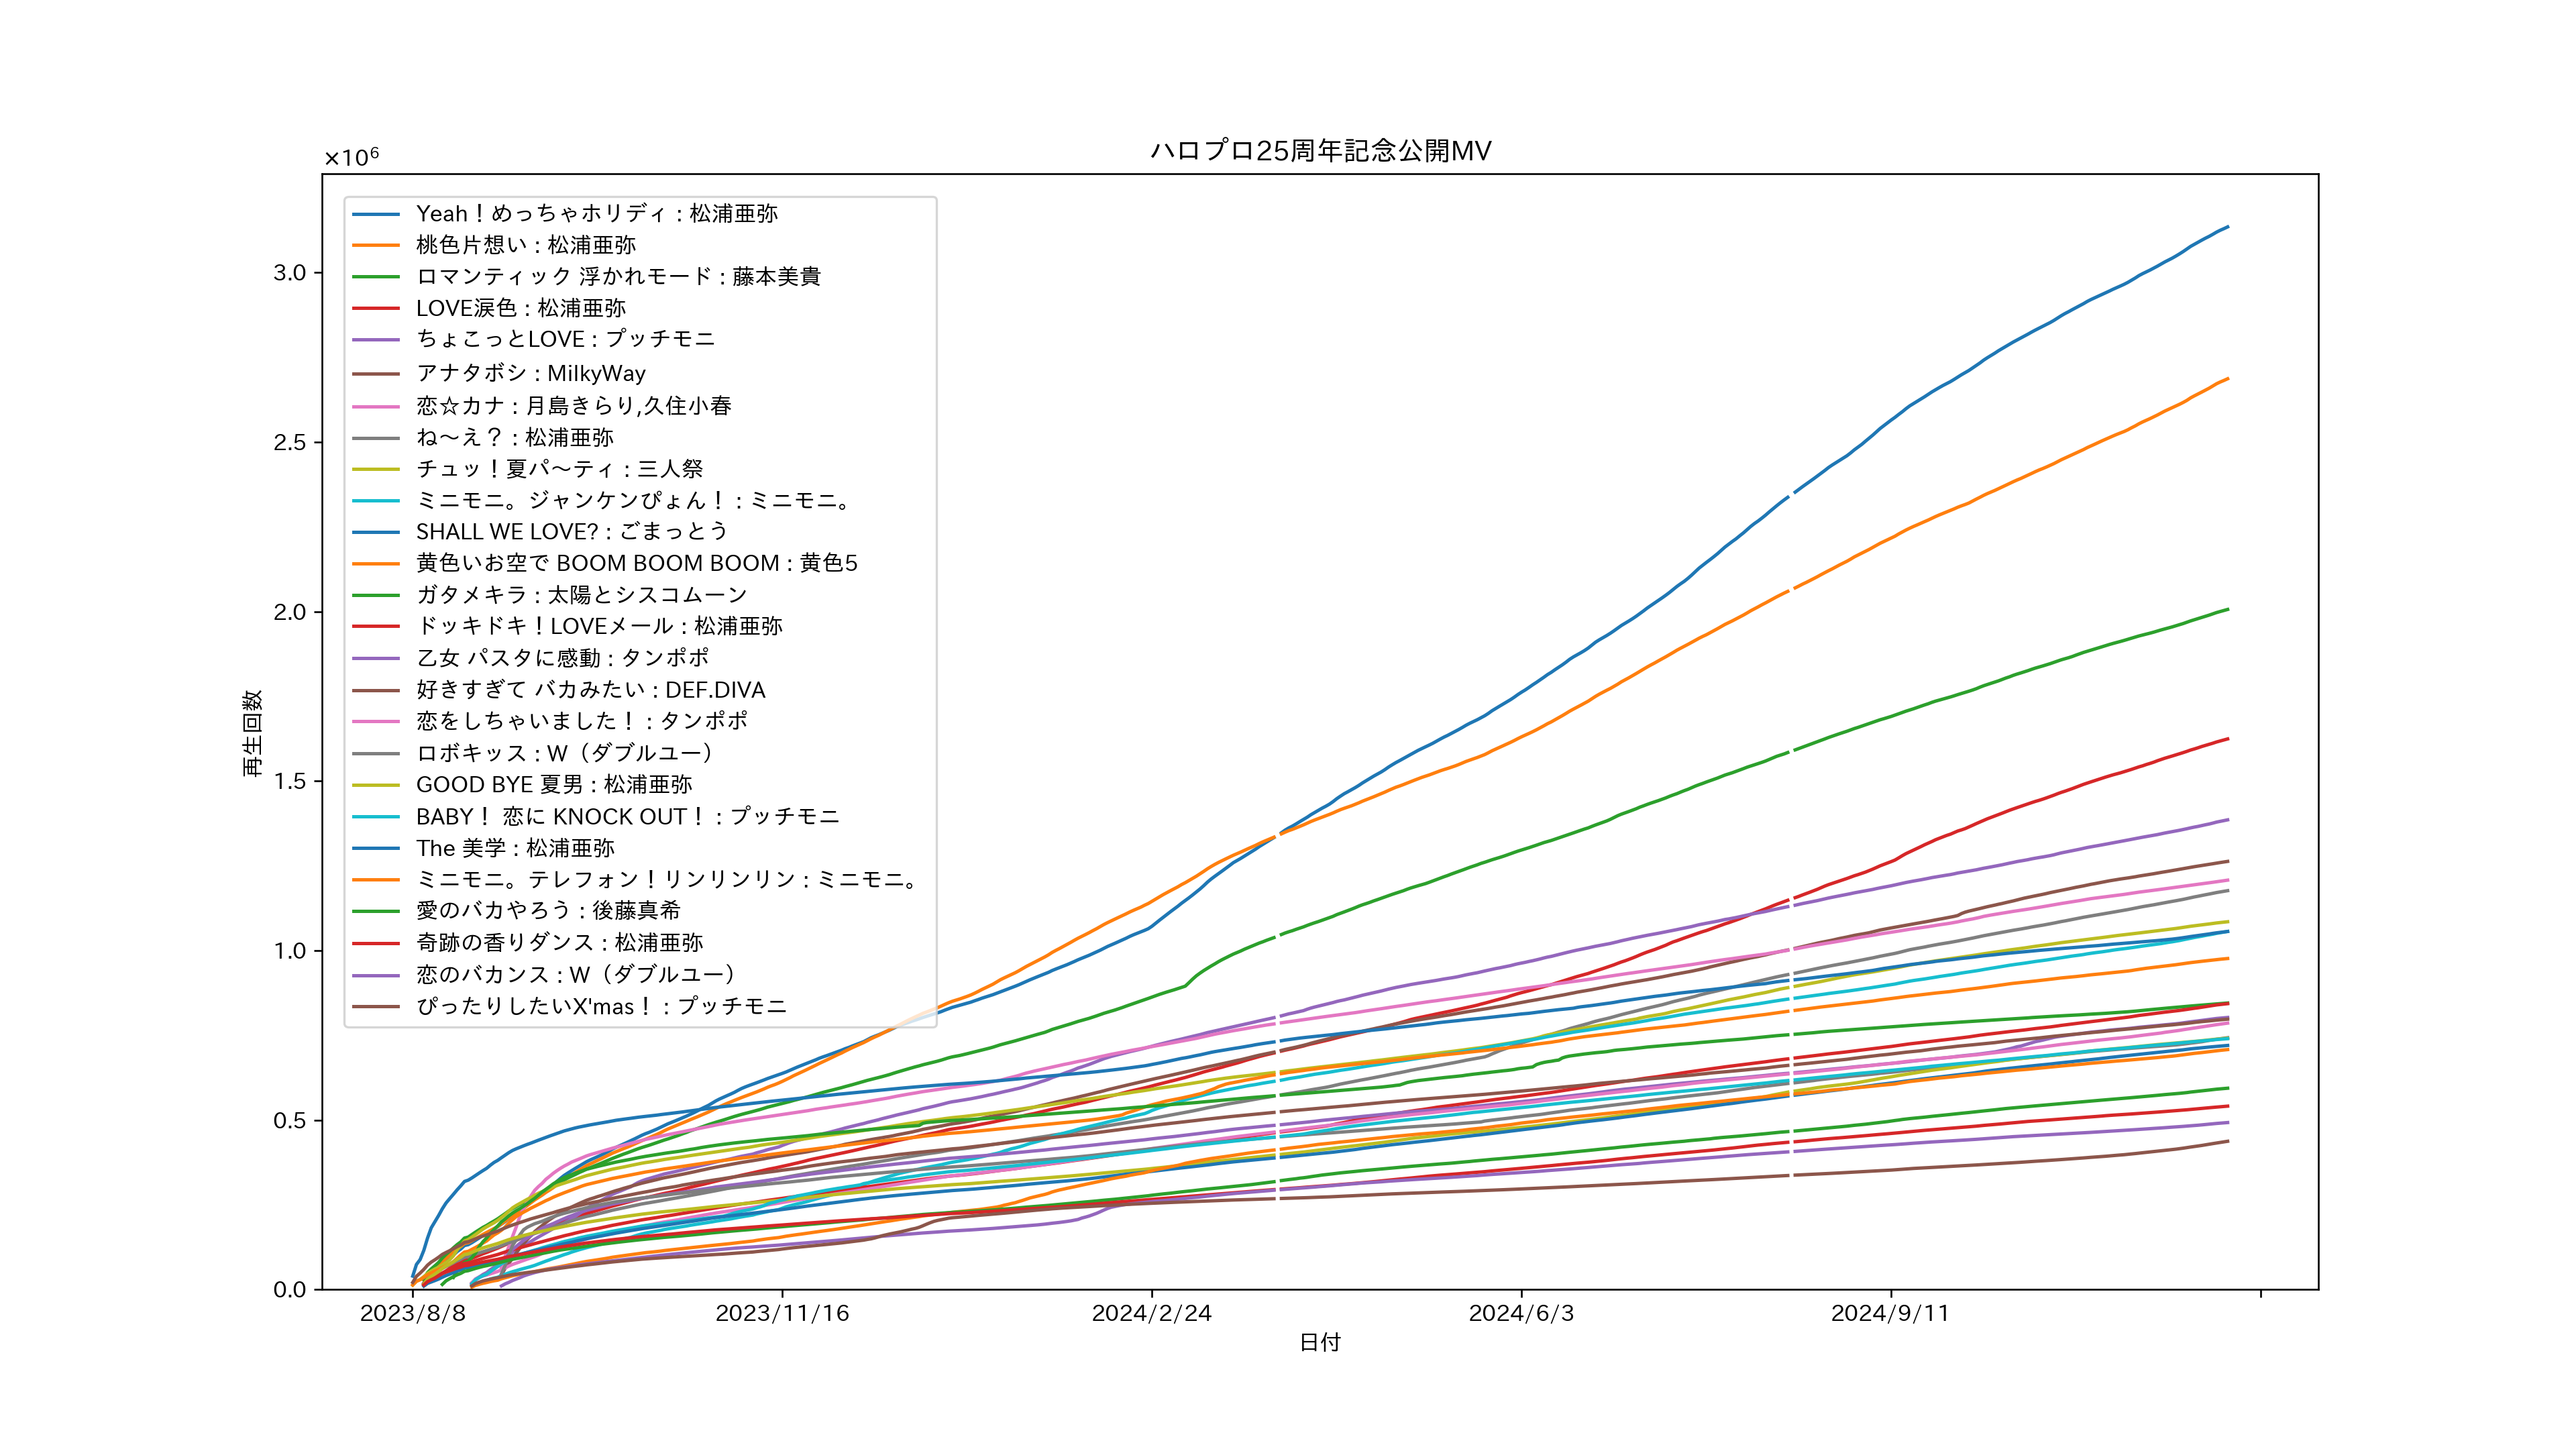 ハロプロ25周年記念公開MV
×10⁶
3.0
2.5
2.0
1.5
1.0
0.5
0.0
再生回数
Yeah！めっちゃホリディ : 松浦亜弥
桃色片想い : 松浦亜弥
ロマンティック 浮かれモード : 藤本美貴
LOVE涙色 : 松浦亜弥
ちょこっとLOVE : プッチモニ
アナタボシ : MilkyWay
恋☆カナ : 月島きらり,久住小春
ね〜え？ : 松浦亜弥
チュッ！夏パ〜ティ : 三人祭
ミニモニ。ジャンケンぴょん！ : ミニモニ。
SHALL WE LOVE? : ごまっとう
黄色いお空で BOOM BOOM BOOM : 黄色5
ガタメキラ : 太陽とシスコムーン
ドッキドキ！LOVEメール : 松浦亜弥
乙女 パスタに感動 : タンポポ
好きすぎて バカみたい : DEF.DIVA
恋をしちゃいました！ : タンポポ
ロボキッス : W（ダブルユー）
GOOD BYE 夏男 : 松浦亜弥
BABY！ 恋に KNOCK OUT！ : プッチモニ
The 美学 : 松浦亜弥
ミニモニ。テレフォン！リンリンリン : ミニモニ。
愛のバカやろう : 後藤真希
奇跡の香りダンス : 松浦亜弥
恋のバカンス : W（ダブルユー）
ぴったりしたいX'mas！ : プッチモニ
2023/8/8
2023/11/16
2024/2/24
2024/6/3
2024/9/11
日付